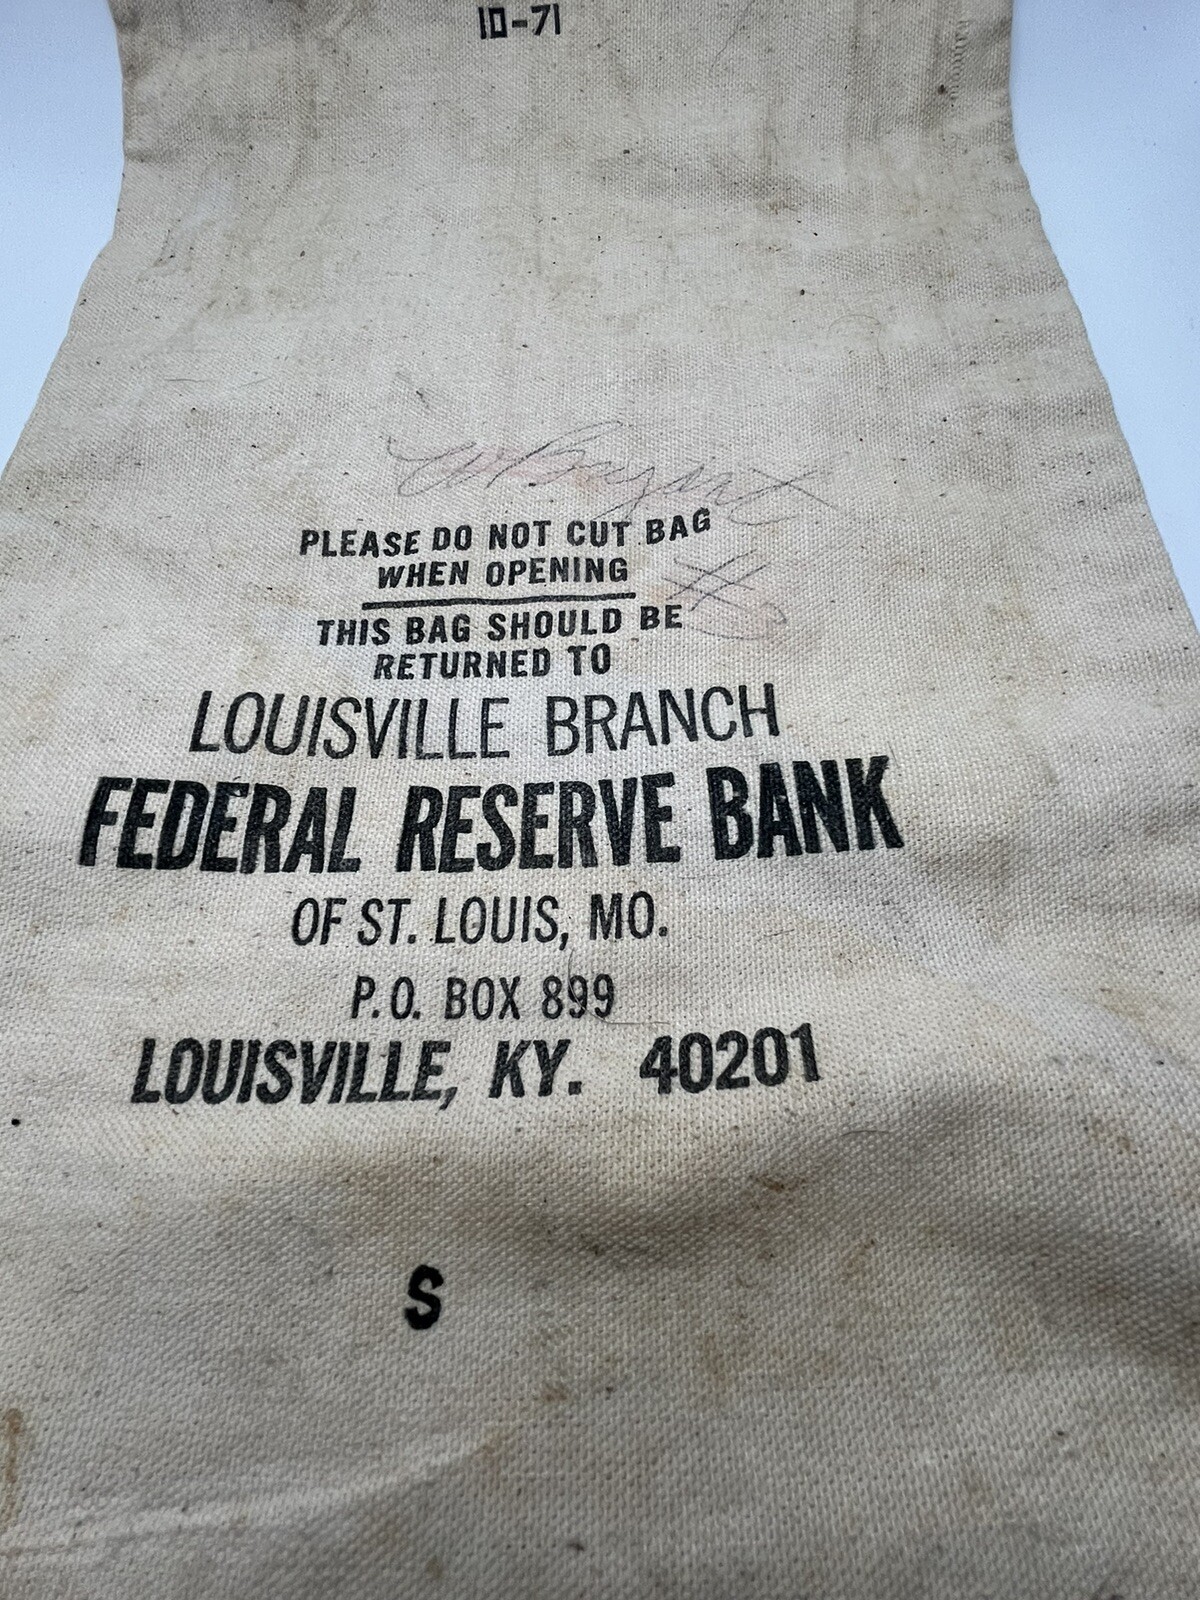 10-71
PLEASE DO NOT CUT BAG
WHEN OPENING
THIS BAG SHOULD BE
RETURNED TO
LOUISVILLE BRANCH
FEDERAL RESERVE BANK
OF ST. LOUIS, MO.
P.O. BOX 899
LOUISVILLE, KY. 40201
S